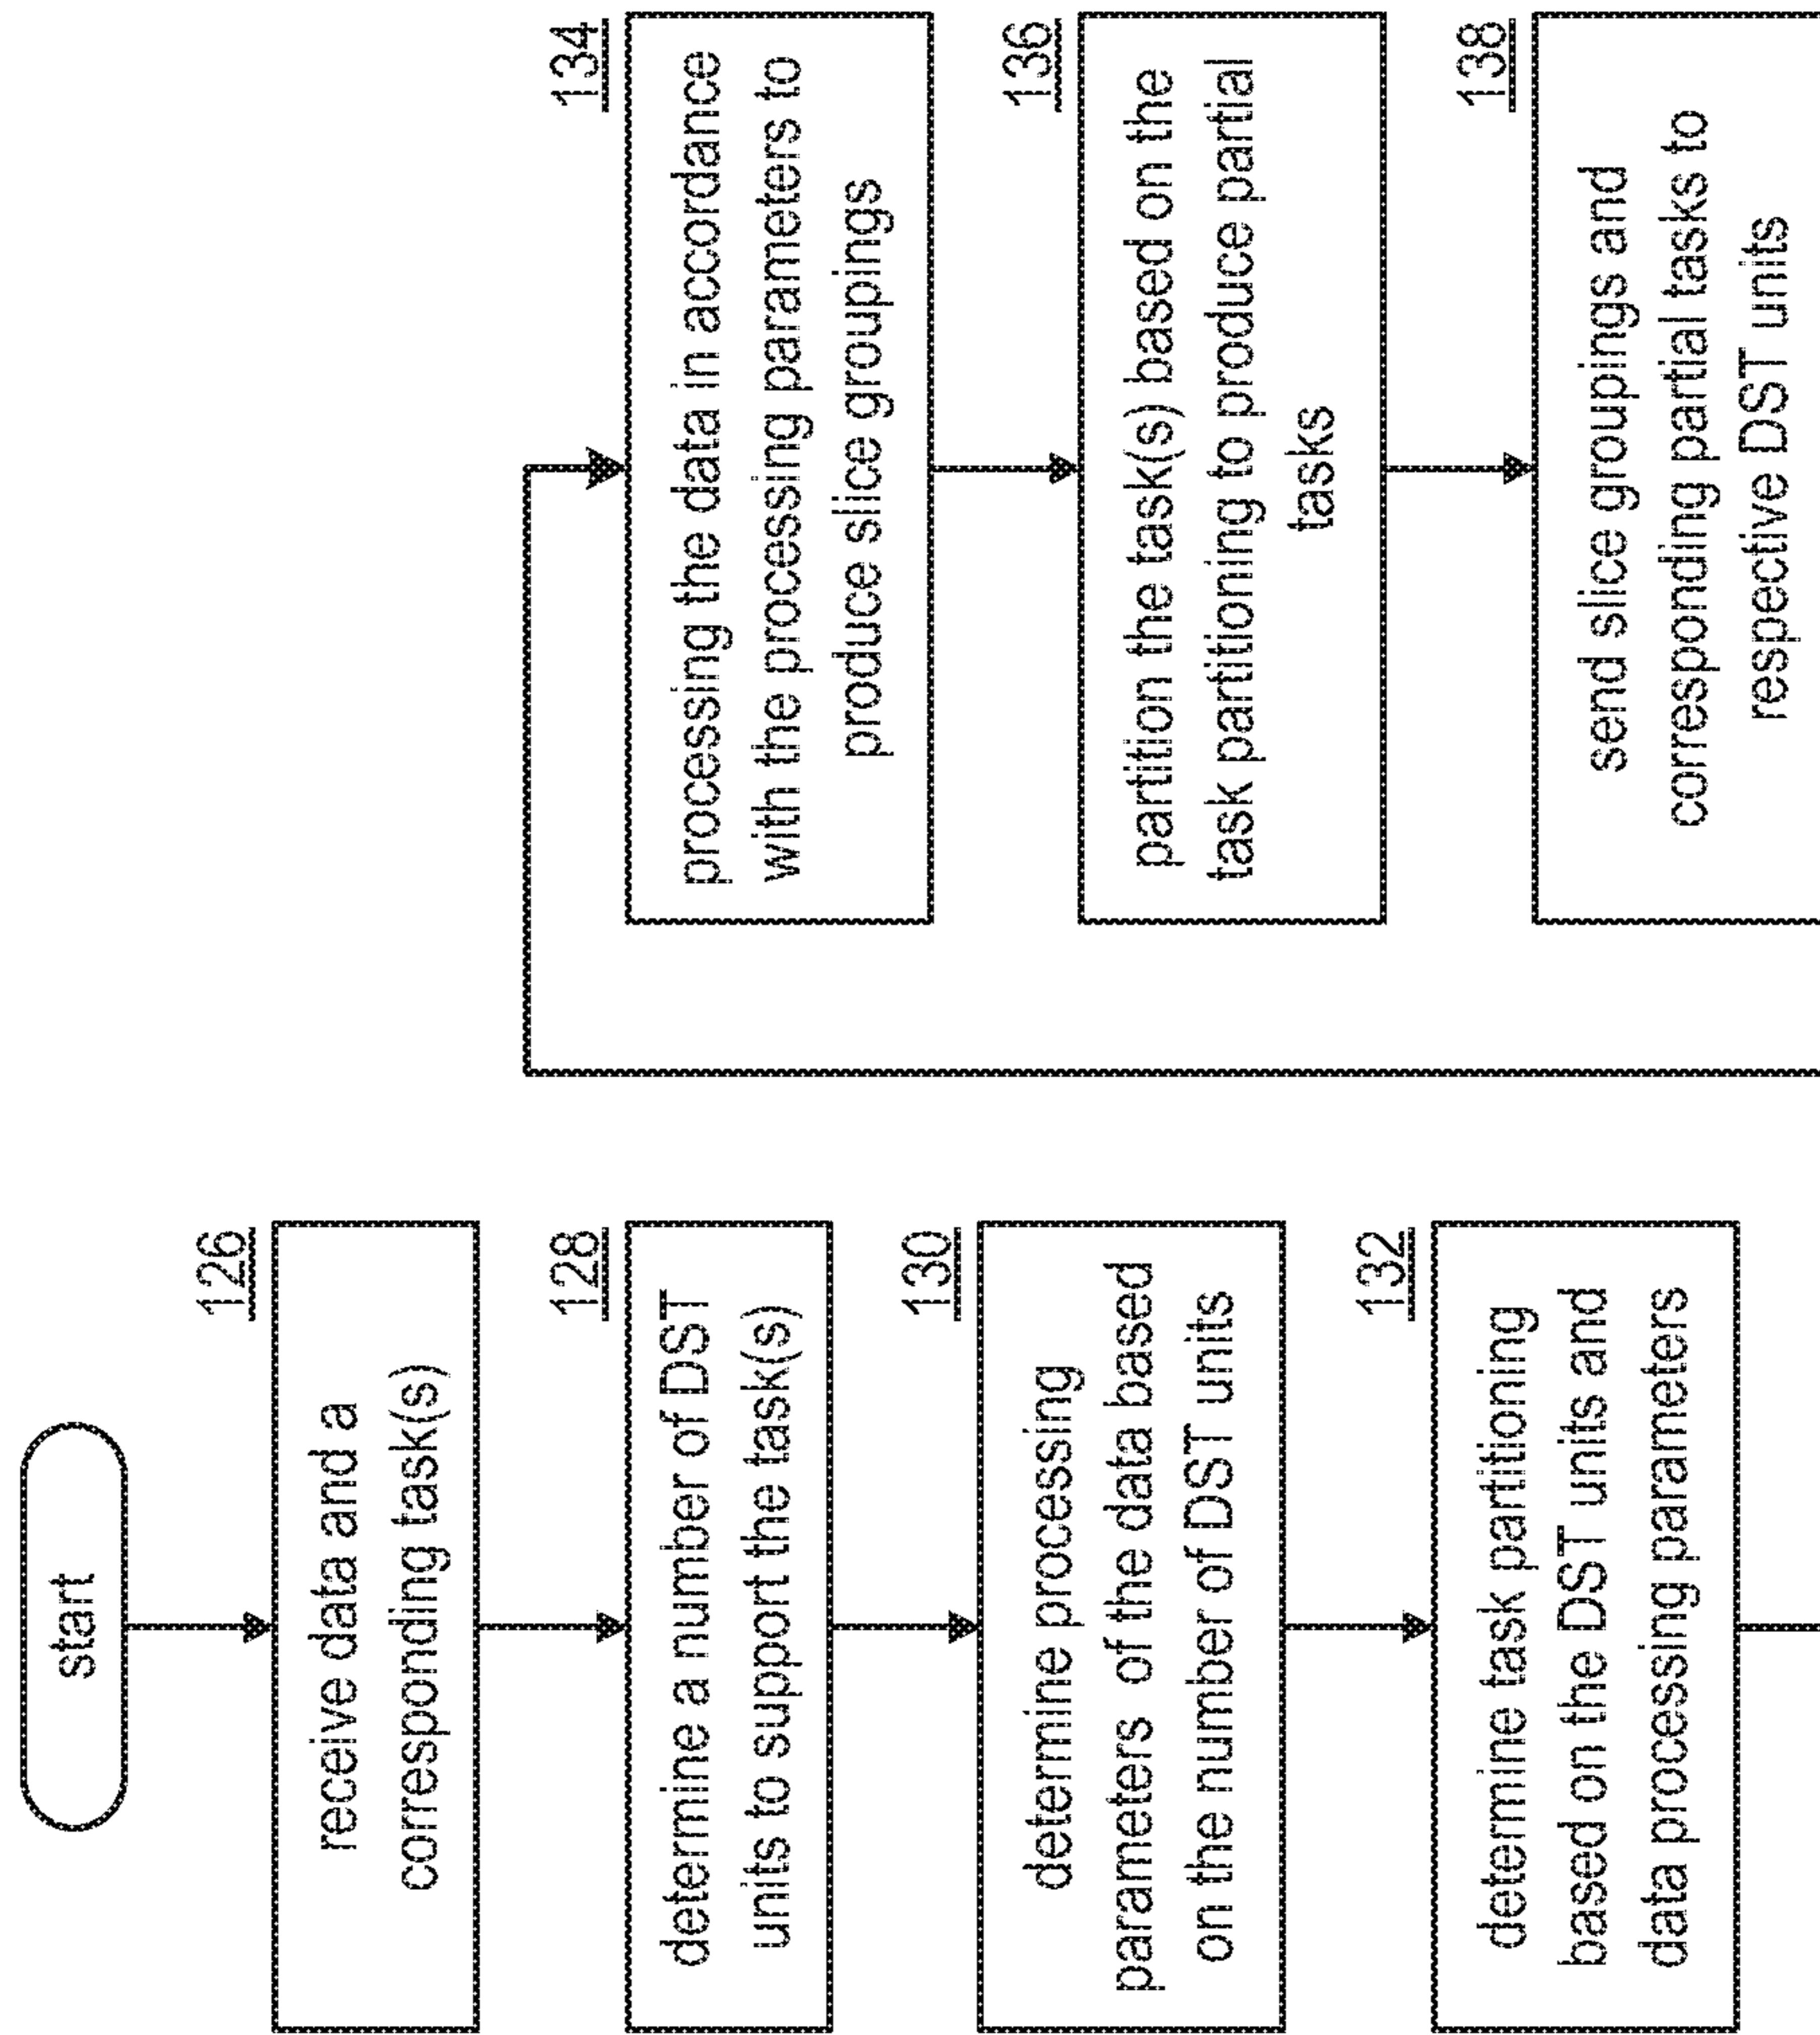 start
126
receive data and a
corresponding task(s)
128
determine a number of DST
units to support the task(s)
130
determine processing
parameters of the data based
on the number of DST units
132
determine task partitioning
based on the DST units and
data processing parameters
134
processing the data in accordance
with the processing parameters to
produce slice groupings
136
partition the task(s) based on the
task partitioning to produce partial
tasks
138
send slice groupings and
corresponding partial tasks to
respective DST units